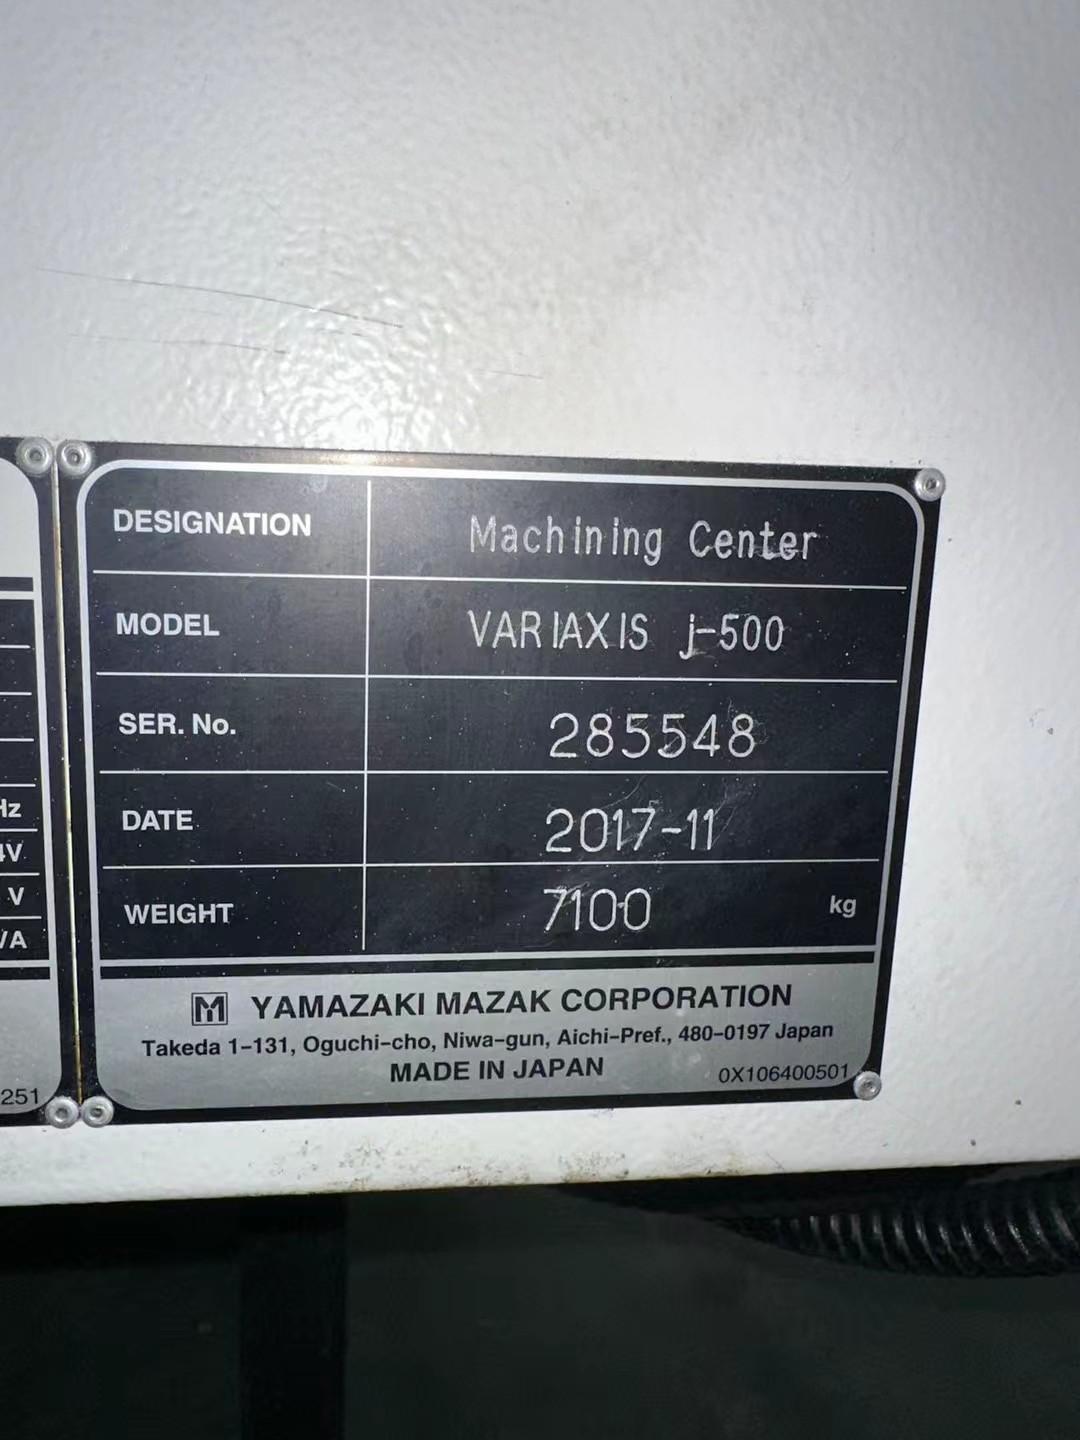 DESIGNATION Machining Center
MODEL VARIAXIS j-500
SER. No. 285548
DATE 2017-11
WEIGHT 7100 kg
YAMAZAKI MAZAK CORPORATION
Takeda 1-131, Oguchi-cho, Niwa-gun, Aichi-Pref., 480-0197 Japan
MADE IN JAPAN
0X106400501
Hz
V
V
VA
251